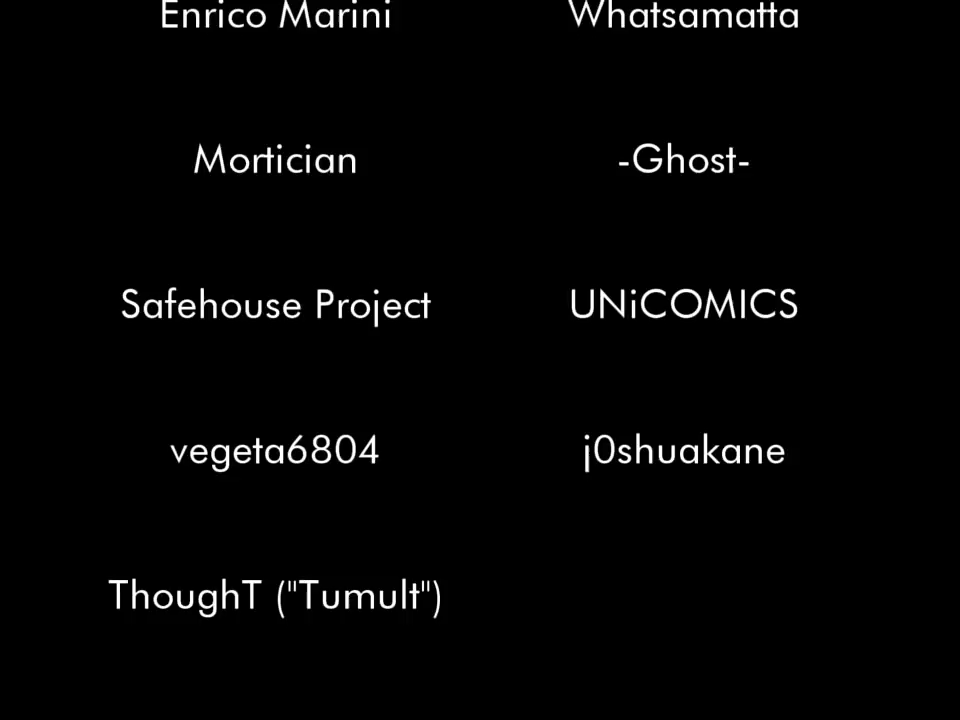 Enrico Marini
Whatsamatta
Mortician
-Ghost-
Safehouse Project
UNiCOMICS
vegeta6804
j0shuakane
ThoughT ("Tumult")